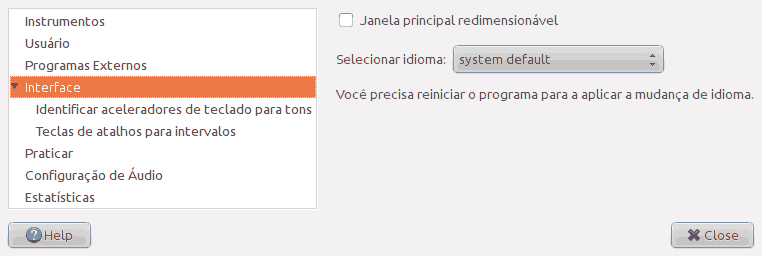 Instrumentos
Usuário
Programas Externos
Interface
Identificar aceleradores de teclado para tons
Teclas de atalhos para intervalos
Praticar
Configuração de Áudio
Estatísticas
Janela principal redimensionável
Selecionar idioma: system default
Você precisa reiniciar o programa para a aplicar a mudança de idioma.
Help
Close